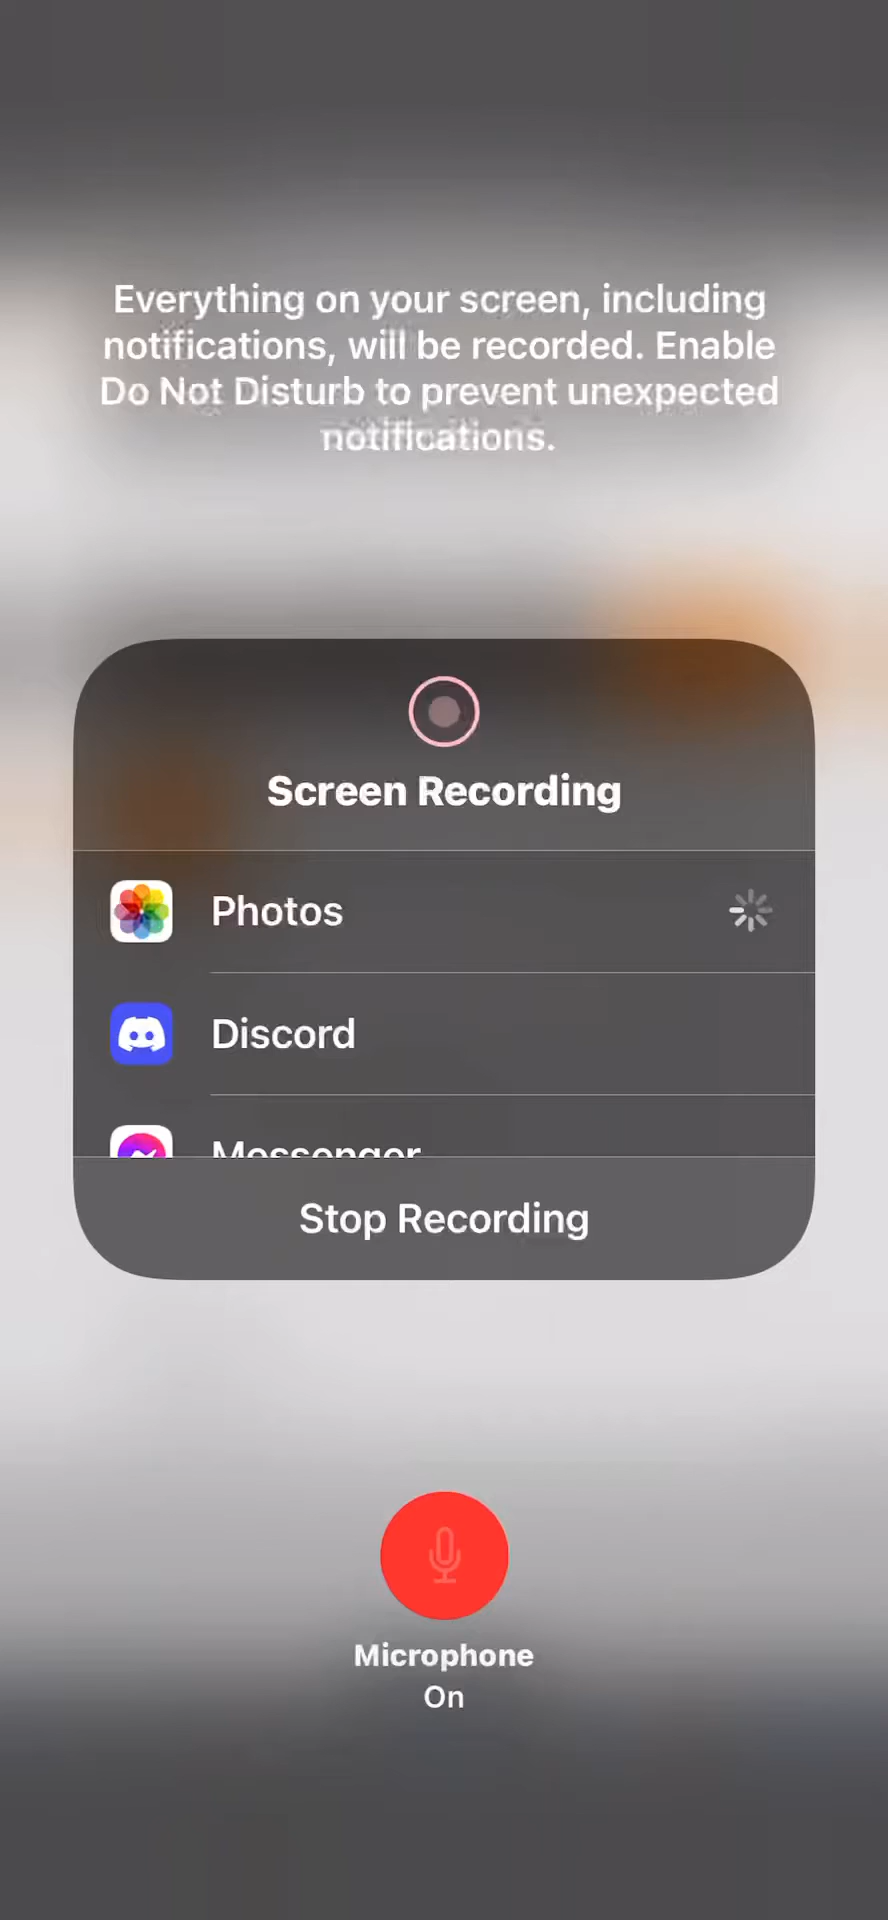 Everything on your screen, including
notifications, will be recorded. Enable
Do Not Disturb to prevent unexpected
notifications.
Screen Recording
Photos
Discord
Messenger
Stop Recording
Microphone
On